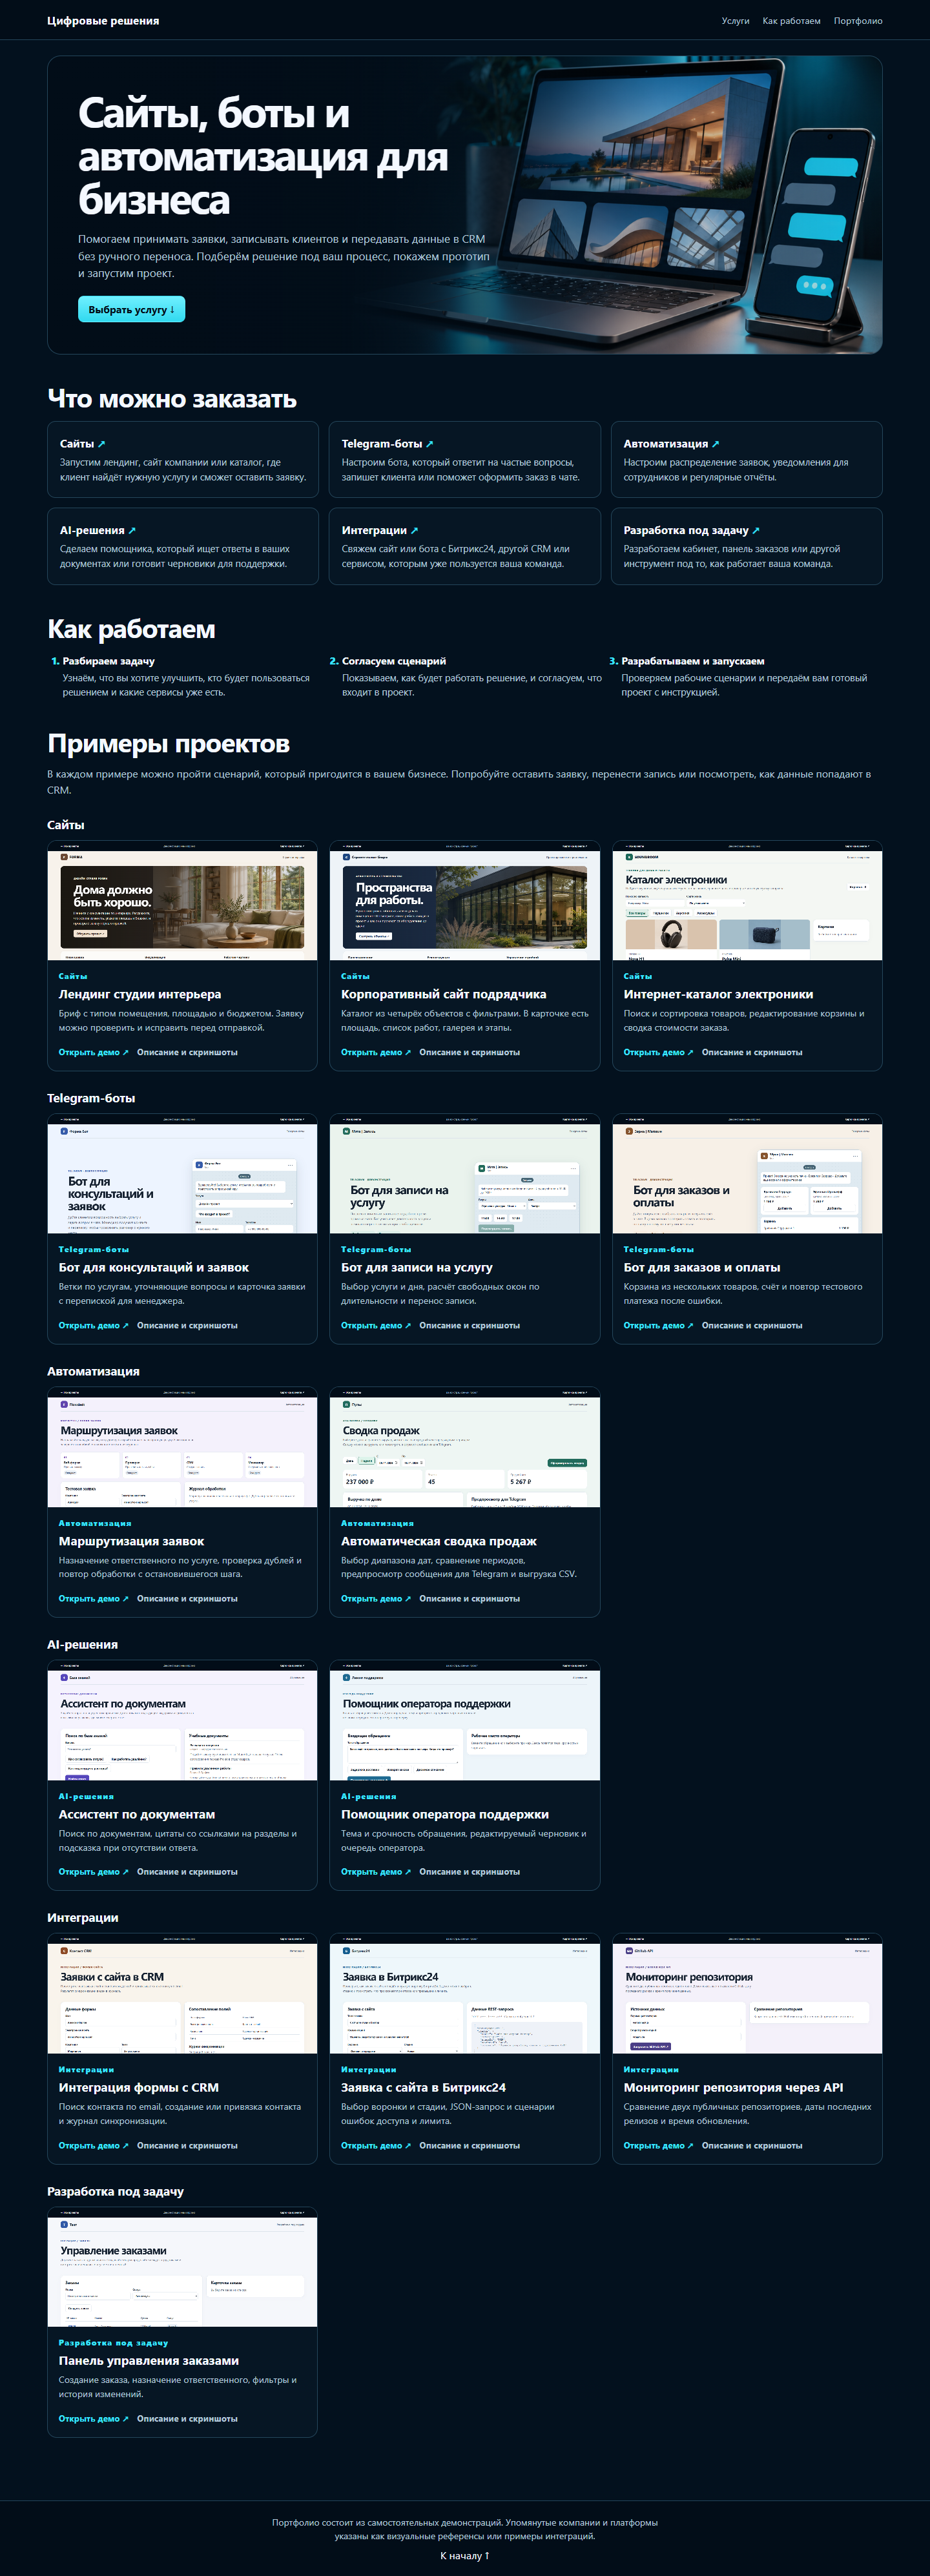 Цифровые решения
Услуги Как работаем Портфолио
Сайты, боты и
автоматизация для
бизнеса
Помогаем принимать заявки, записывать клиентов и передавать данные в CRM
без ручного переноса. Подберём решение под ваш процесс, покажем прототип
и запустим проект.
Выбрать услугу ↓
Что можно заказать
Сайты ↗
Запустим лендинг, сайт компании или каталог, где
клиент найдёт нужную услугу и сможет оставить заявку.
Telegram-боты ↗
Настроим бота, который ответит на частые вопросы,
запишет клиента или поможет оформить заказ в чате.
Автоматизация ↗
Настроим распределение заявок, уведомления для
сотрудников и регулярные отчёты.
AI-решения ↗
Сделаем помощника, который ищет ответы в ваших
документах или готовит черновики для поддержки.
Интеграции ↗
Свяжем сайт или бота с Битрикс24, другой CRM или
сервисом, которым уже пользуется ваша команда.
Разработка под задачу ↗
Разработаем кабинет, панель заказов или другой
инструмент под то, как работает ваша команда.
Как работаем
1. Разбираем задачу
Узнаём, что вы хотите улучшить, кто будет пользоваться
решением и какие сервисы уже есть.
2. Согласуем сценарий
Показываем, как будет работать решение, и согласуем, что
входит в проект.
3. Разрабатываем и запускаем
Проверяем рабочие сценарии и передаём вам готовый
проект с инструкцией.
Примеры проектов
В каждом примере можно пройти сценарий, который пригодится в вашем бизнесе. Попробуйте оставить заявку, перенести запись или посмотреть, как данные попадают в
CRM.
Сайты
Дома должно
быть хорошо.
Сайты
Лендинг студии интерьера
Бриф с типом помещения, площадью и бюджетом. Заявку
можно проверить и исправить перед отправкой.
Открыть демо ↗ Описание и скриншоты
Пространства
для работы.
Сайты
Корпоративный сайт подрядчика
Каталог из четырёх объектов с фильтрами. В карточке есть
площадь, список работ, галерея и этапы.
Открыть демо ↗ Описание и скриншоты
Каталог электроники
Сайты
Интернет-каталог электроники
Поиск и сортировка товаров, редактирование корзины и
сводка стоимости заказа.
Открыть демо ↗ Описание и скриншоты
Telegram-боты
Бот для
консультаций и
заявок
Telegram-боты
Бот для консультаций и заявок
Ветки по услугам, уточняющие вопросы и карточка заявки
с перепиской для менеджера.
Открыть демо ↗ Описание и скриншоты
Бот для записи на
услугу
Telegram-боты
Бот для записи на услугу
Выбор услуги и дня, расчёт свободных окон по
длительности и перенос записи.
Открыть демо ↗ Описание и скриншоты
Бот для заказов и
оплаты
Telegram-боты
Бот для заказов и оплаты
Корзина из нескольких товаров, счёт и повтор тестового
платежа после ошибки.
Открыть демо ↗ Описание и скриншоты
Автоматизация
Маршрутизация заявок
Автоматизация
Маршрутизация заявок
Назначение ответственного по услуге, проверка дублей и
повтор обработки с остановившегося шага.
Открыть демо ↗ Описание и скриншоты
Сводка продаж
237 000 ₽ 45 5 267 ₽
Автоматизация
Автоматическая сводка продаж
Выбор диапазона дат, сравнение периодов,
предпросмотр сообщения для Telegram и выгрузка CSV.
Открыть демо ↗ Описание и скриншоты
AI-решения
Ассистент по документам
AI-решения
Ассистент по документам
Поиск по документам, цитаты со ссылками на разделы и
подсказка при отсутствии ответа.
Открыть демо ↗ Описание и скриншоты
Помощник оператора поддержки
AI-решения
Помощник оператора поддержки
Тема и срочность обращения, редактируемый черновик и
очередь оператора.
Открыть демо ↗ Описание и скриншоты
Интеграции
Заявки с сайта в CRM
Интеграции
Интеграция формы с CRM
Поиск контакта по email, создание или привязка контакта
и журнал синхронизации.
Открыть демо ↗ Описание и скриншоты
Заявка в Битрикс24
Интеграции
Заявка с сайта в Битрикс24
Выбор воронки и стадии, JSON-запрос и сценарии
ошибок доступа и лимита.
Открыть демо ↗ Описание и скриншоты
Мониторинг репозитория
Интеграции
Мониторинг репозитория через API
Сравнение двух публичных репозиториев, даты последних
релизов и время обновления.
Открыть демо ↗ Описание и скриншоты
Разработка под задачу
Управление заказами
Разработка под задачу
Панель управления заказами
Создание заказа, назначение ответственного, фильтры и
история изменений.
Открыть демо ↗ Описание и скриншоты
Портфолио состоит из самостоятельных демонстраций. Упомянутые компании и платформы
указаны как визуальные референсы или примеры интеграций.
К началу ↑